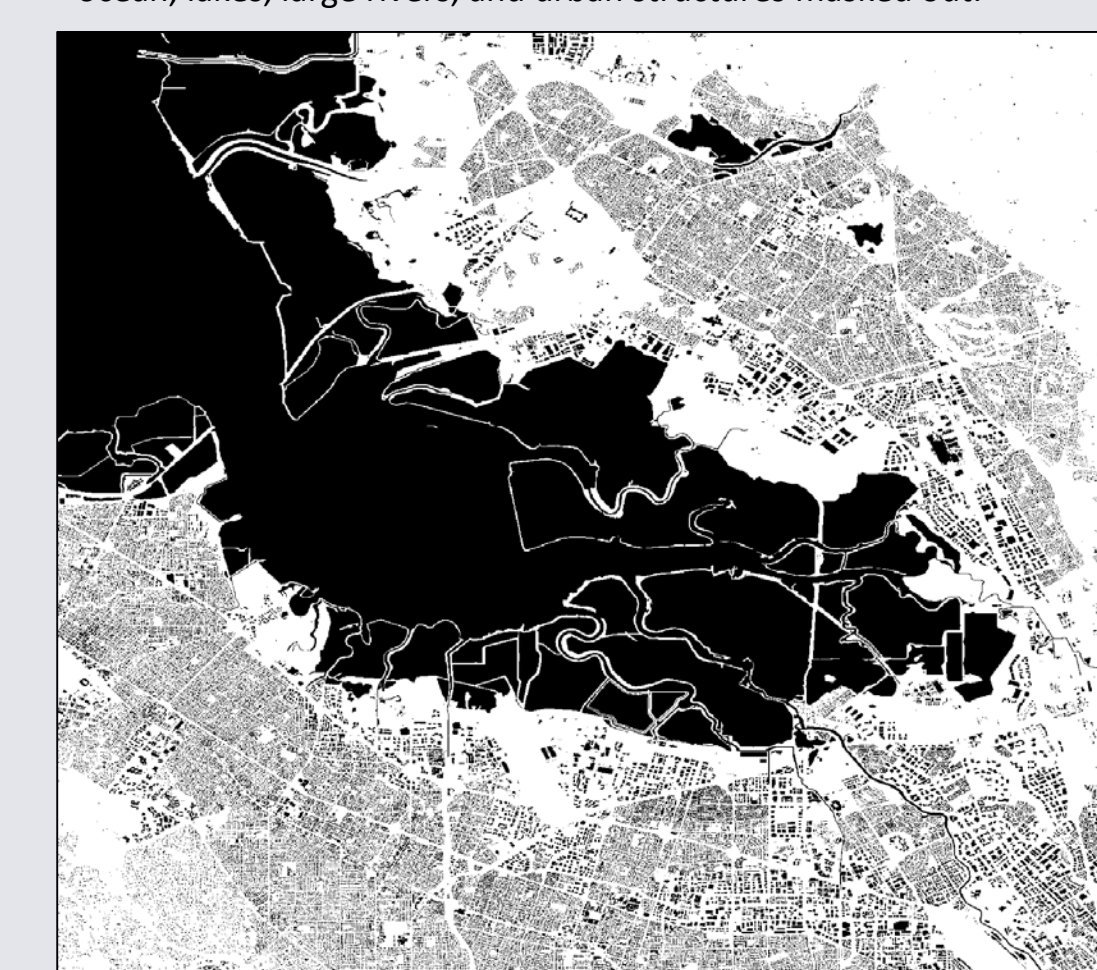 ocean, lakes, large rivers, and urban structures masked out.